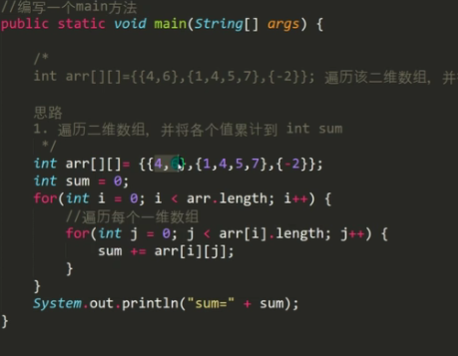 //编写一个main方法
public static void main(String[] args) {
/*
int arr[][]={{4,6},{1,4,5,7},{-2}}; 遍历该二维数组，并
思路
1. 遍历二维数组，并将各个值累计到 int sum
*/
int arr[][]= {{4,6},{1,4,5,7},{-2}};
int sum = 0;
for(int i = 0; i < arr.length; i++) {
//遍历每个一维数组
for(int j = 0; j < arr[i].length; j++) {
sum += arr[i][j];
}
}
System.out.println("sum=" + sum);
}